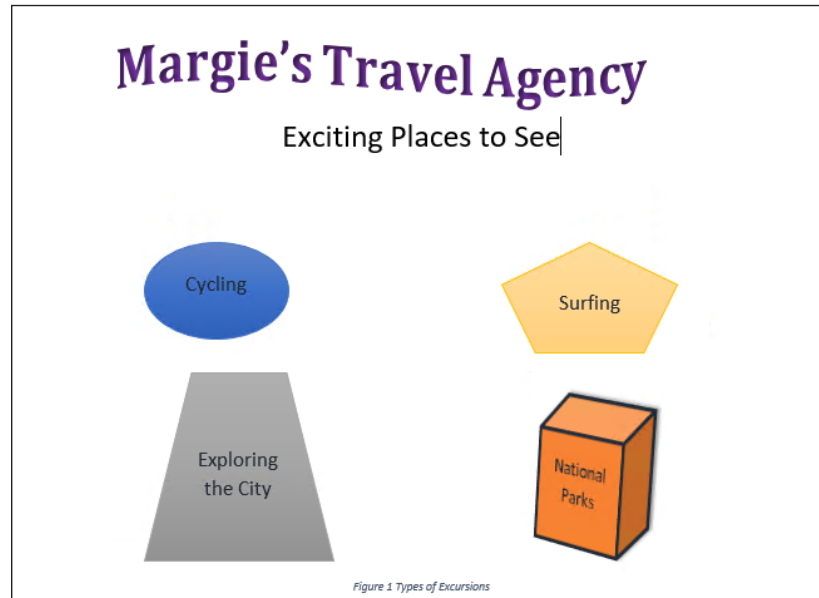 Margie's Travel Agency
Exciting Places to See
Cycling
Surfing
Exploring
the City
National
Parks
Figure 1 Types of Excursions